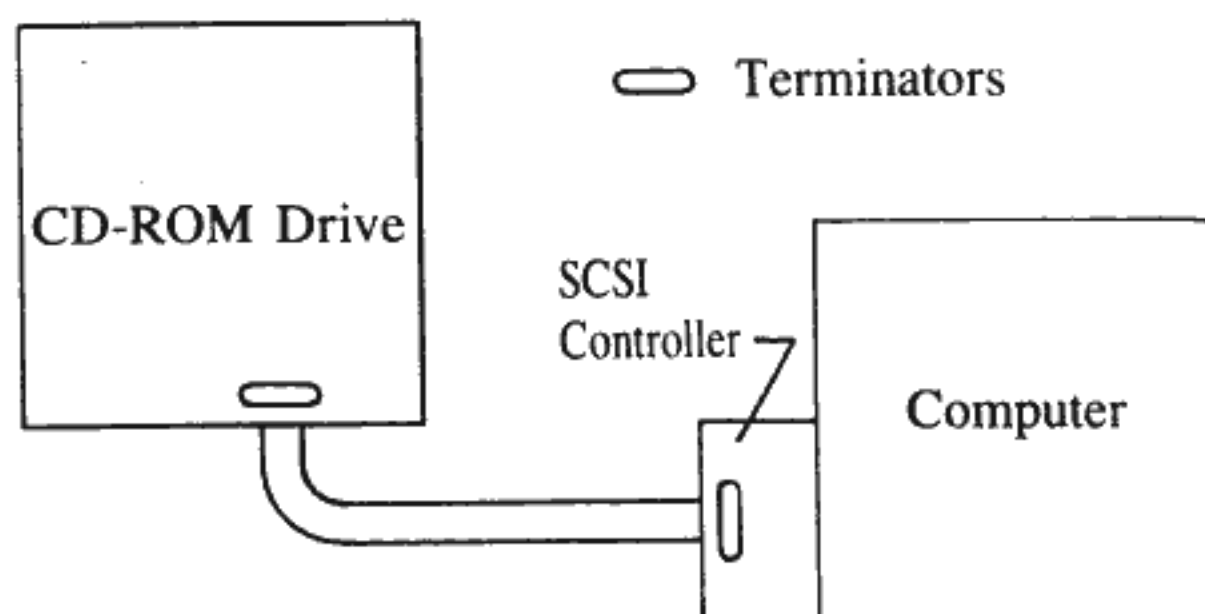 Terminators
CD-ROM Drive
SCSI
Controller
Computer